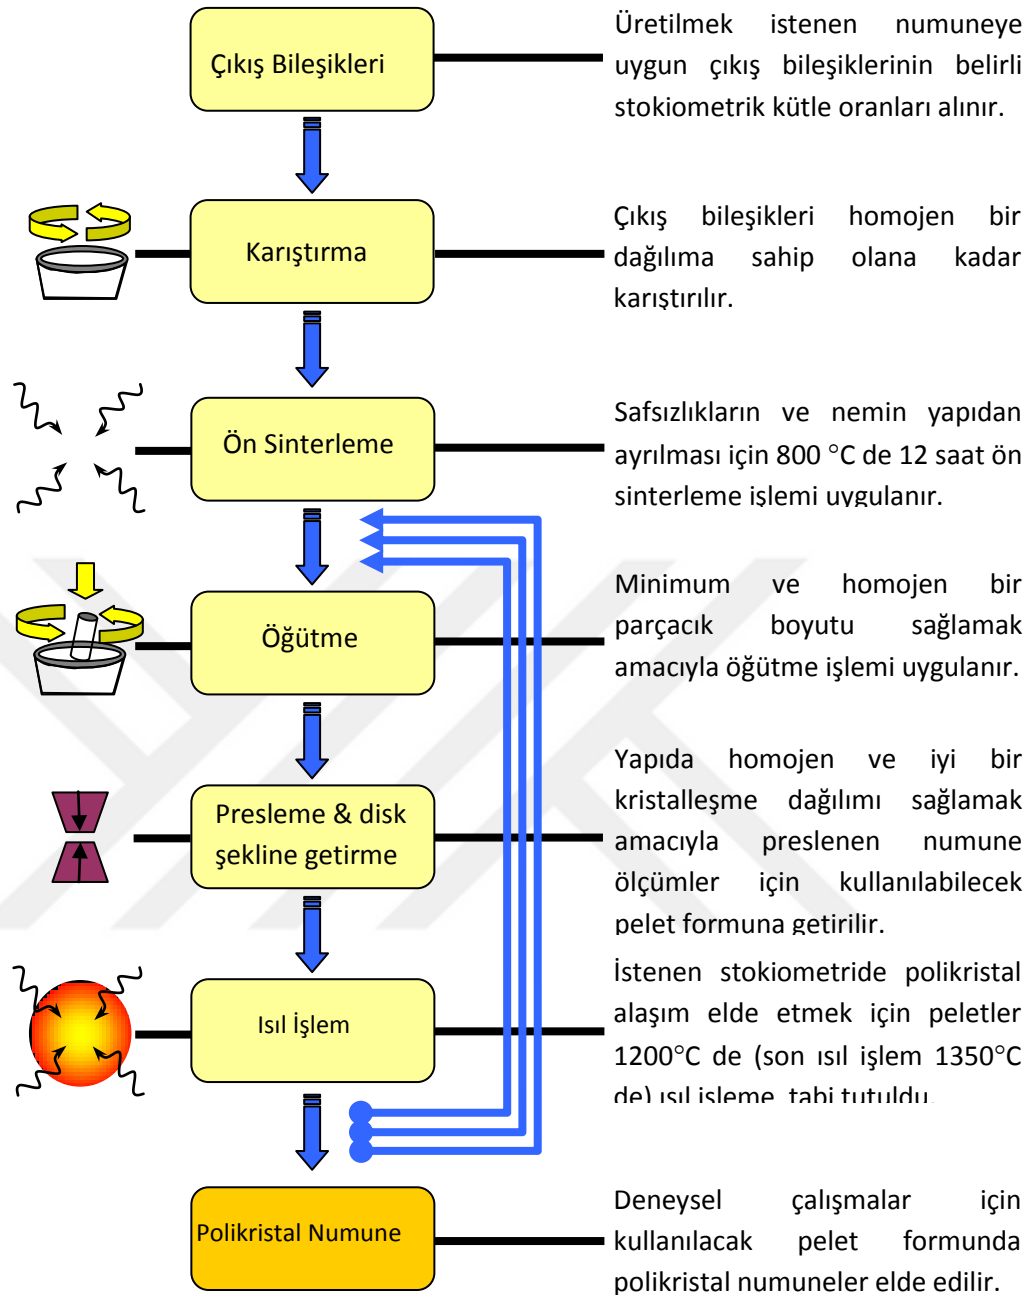 Çıkış Bileşikleri
Üretilmek istenen numuneye
uygun çıkış bileşiklerinin belirli
stokiometrik kütle oranları alınır.
Karıştırma
Çıkış bileşikleri homojen bir
dağılıma sahip olana kadar
karıştırılır.
Ön Sinterleme
Safsızlıkların ve nemin yapıdan
ayrılması için 800 °C de 12 saat ön
sinterleme işlemi uygulanır.
Öğütme
Minimum ve homojen bir
parçacık boyutu sağlamak
amacıyla öğütme işlemi uygulanır.
Presleme & disk
şekline getirme
Yapıda homojen ve iyi bir
kristalleşme dağılımı sağlamak
amacıyla preslenen numune
ölçümler için kullanılabilecek
pelet formuna getirilir.
Isıl İşlem
İstenen stokiometride polikristal
alaşım elde etmek için peletler
1200°C de (son ısıl işlem 1350°C
de) ısıl işleme tabi tutuldu.
Polikristal Numune
Deneysel çalışmalar için
kullanılacak pelet formunda
polikristal numuneler elde edilir.